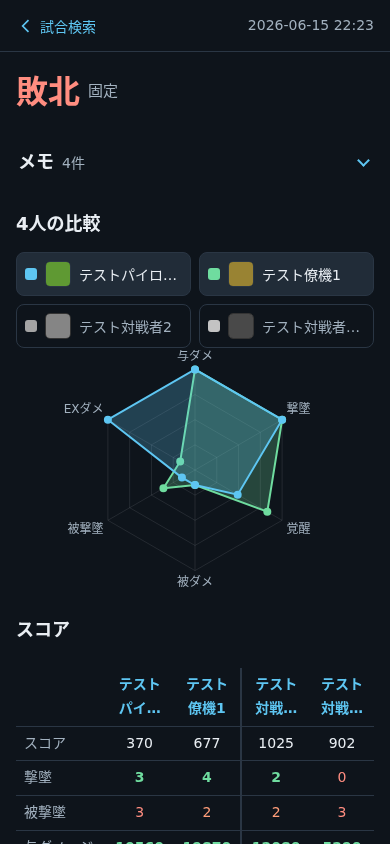 試合検索 2026-06-15 22:23
敗北 固定
メモ 4件
4人の比較
テストパイロ… テスト僚機1
テスト対戦者2 テスト対戦者…
与ダメ
EXダメ 撃墜
被撃墜 覚醒
被ダメ
スコア
テスト テスト テスト テスト
パイ… 僚機1 対戦… 対戦…
スコア 370 677 1025 902
撃墜 3 4 2 0
被撃墜 3 2 2 3